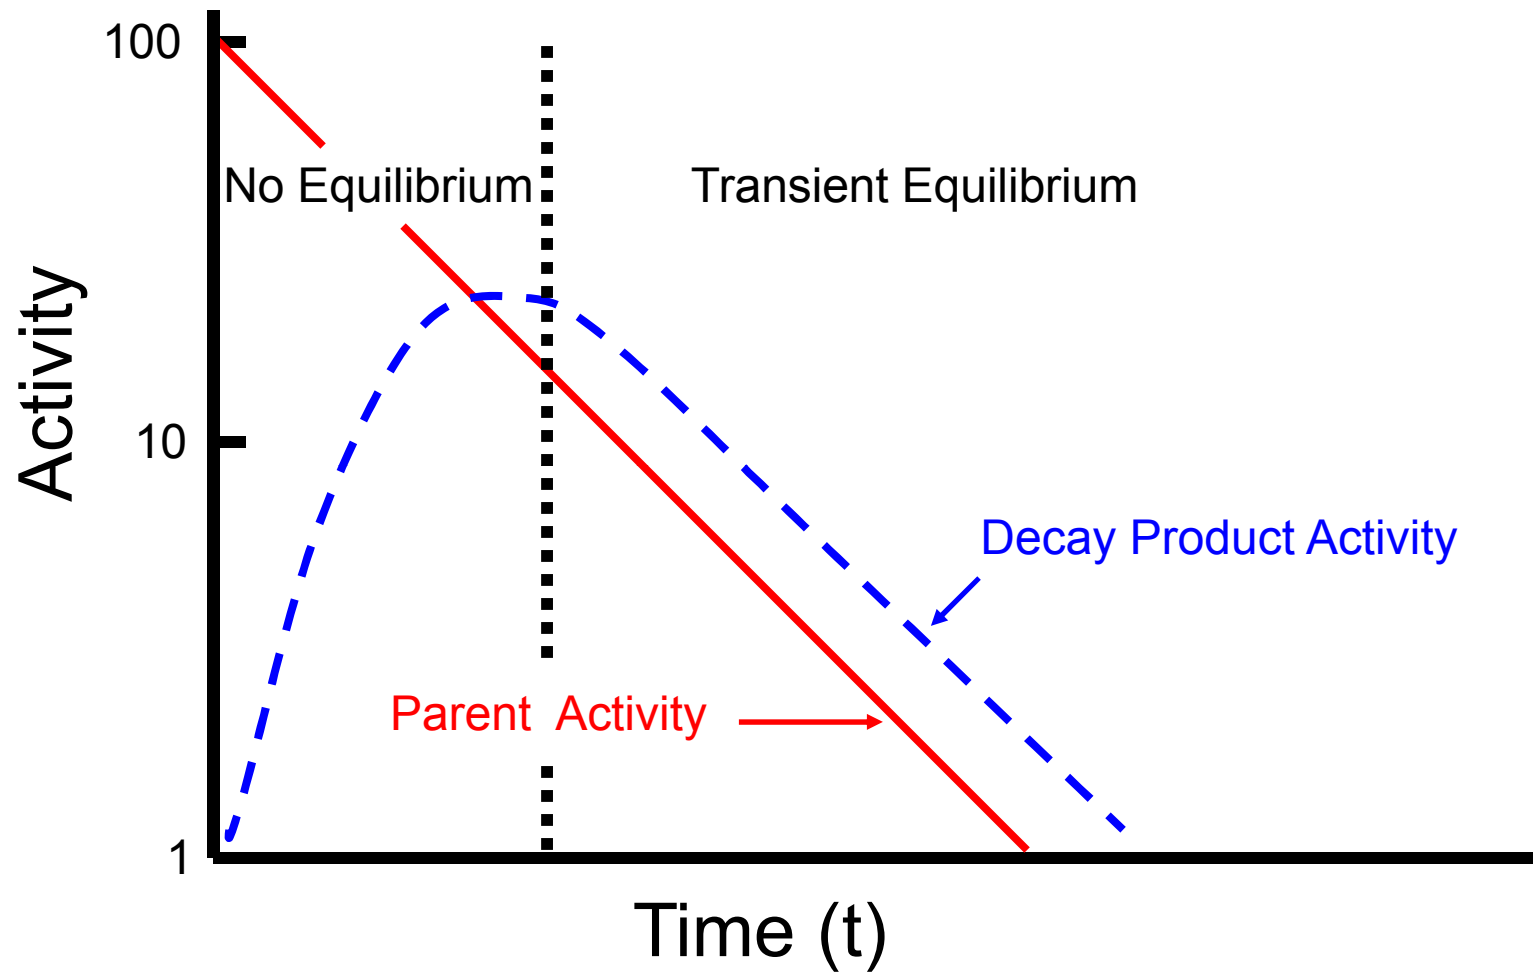 100
No Equilibrium
Transient Equilibrium
Activity
10
Decay Product Activity
Parent Activity
1
Time (t)